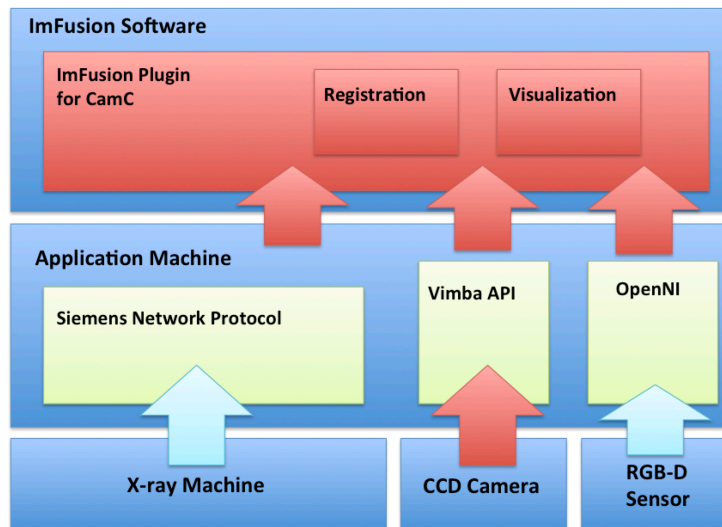 ImFusion Software
ImFusion Plugin
for CamC
Registration
Visualization
Application Machine
Siemens Network Protocol
Vimba API
OpenNI
X-ray Machine
CCD Camera
RGB-D
Sensor